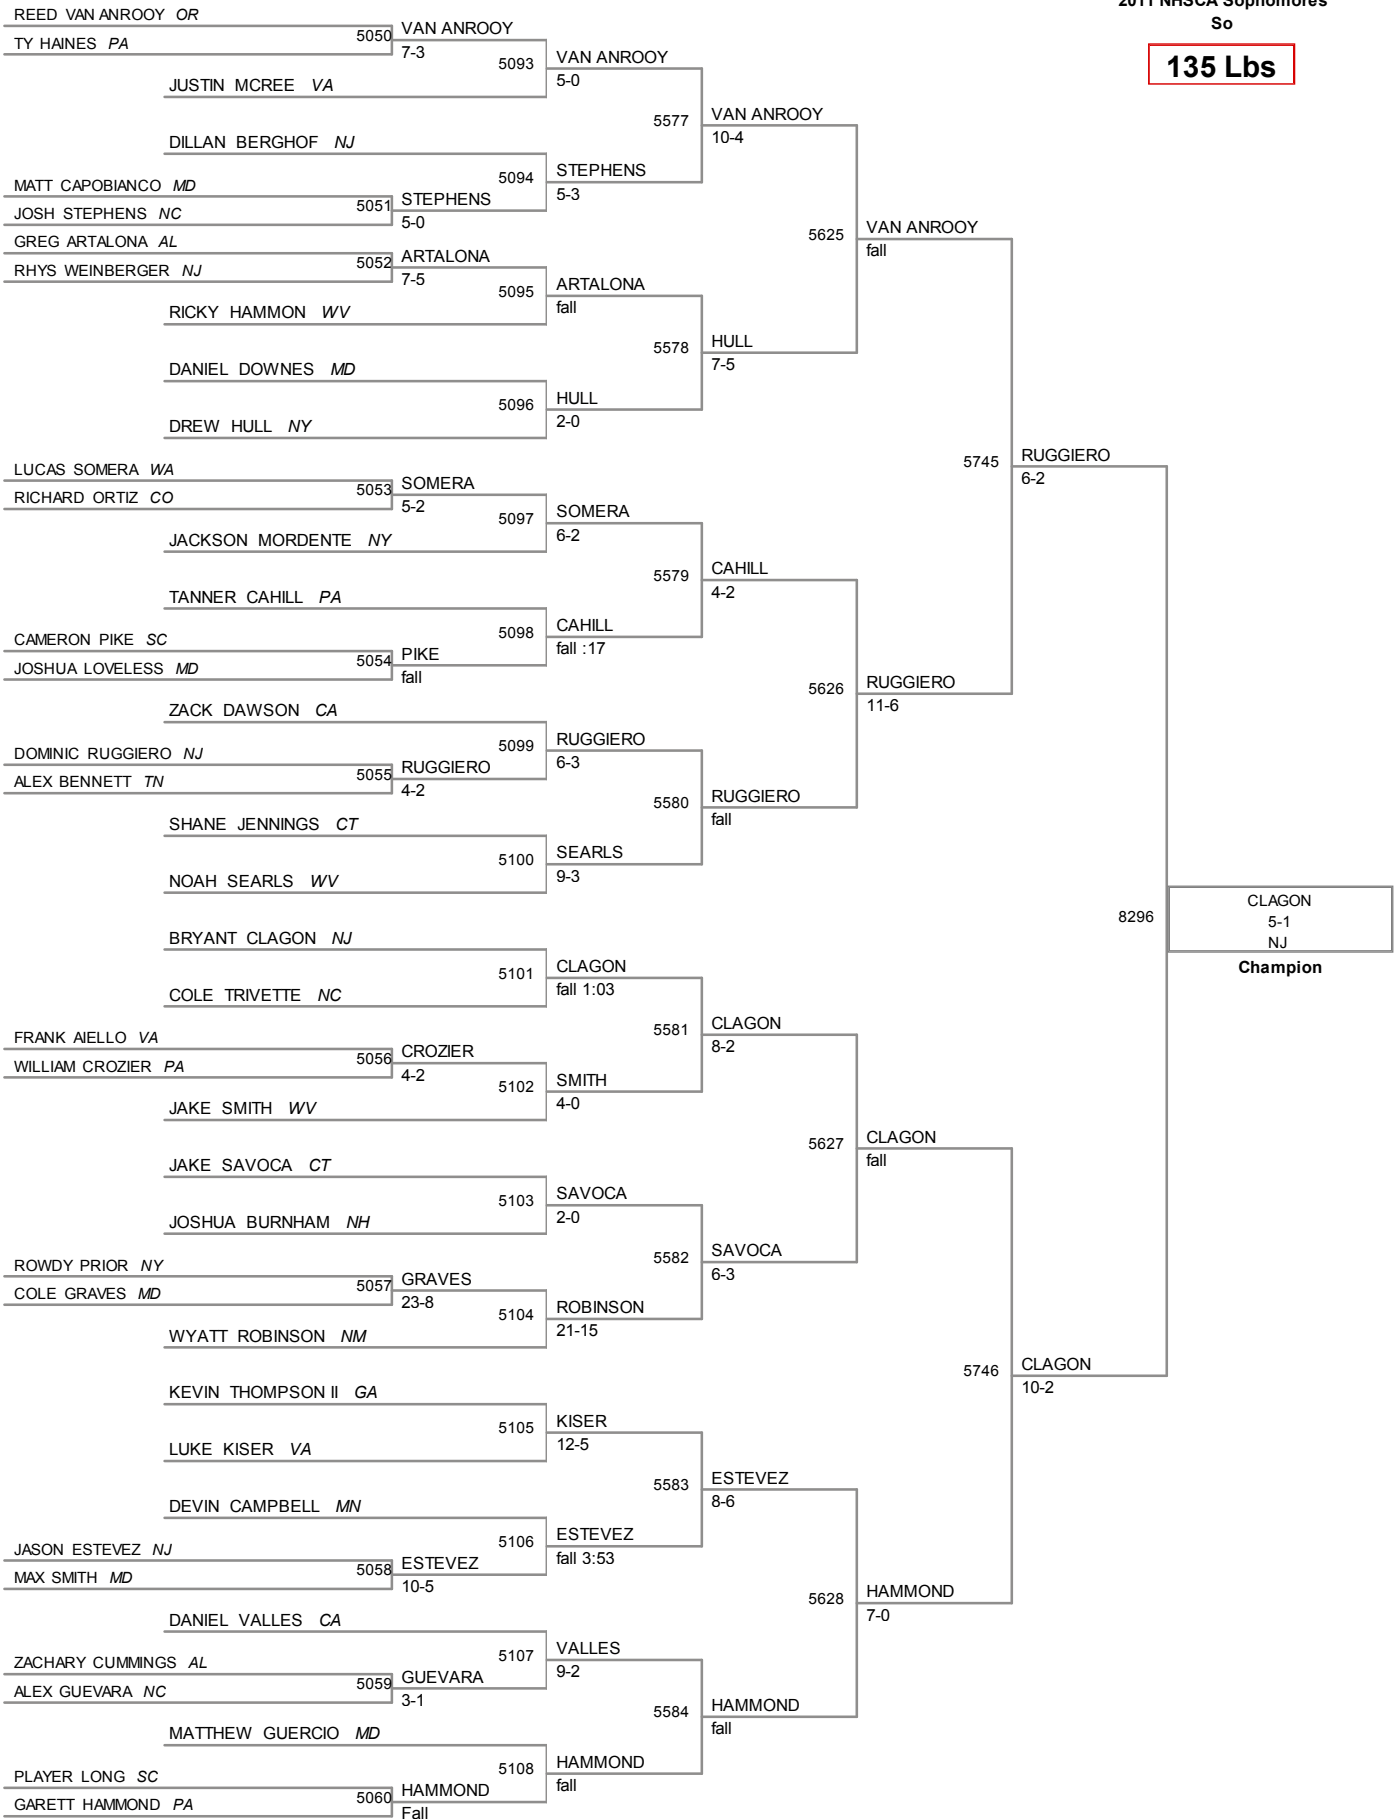 2011 NHSCA Sophomores
So
135 Lbs
REED VAN ANROOY OR
TY HAINES PA
5050 VAN ANROOY
7-3
JUSTIN MCREE VA
5093 VAN ANROOY
5-0
DILLAN BERGHOF NJ
MATT CAPOBIANCO MD
JOSH STEPHENS NC
5051 STEPHENS
5-0
5094 STEPHENS
5-3
5577 VAN ANROOY
10-4
GREG ARTALONA AL
RHYS WEINBERGER NJ
5052 ARTALONA
7-5
RICKY HAMMON WV
5095 ARTALONA
fall
DANIEL DOWNES MD
DREW HULL NY
5096 HULL
2-0
5578 HULL
7-5
5625 VAN ANROOY
fall
LUCAS SOMERA WA
RICHARD ORTIZ CO
5053 SOMERA
5-2
JACKSON MORDENTE NY
5097 SOMERA
6-2
TANNER CAHILL PA
CAMERON PIKE SC
JOSHUA LOVELESS MD
5054 PIKE
fall
5098 CAHILL
fall :17
5579 CAHILL
4-2
ZACK DAWSON CA
DOMINIC RUGGIERO NJ
ALEX BENNETT TN
5055 RUGGIERO
4-2
5099 RUGGIERO
6-3
SHANE JENNINGS CT
NOAH SEARLS WV
5100 SEARLS
9-3
5580 RUGGIERO
fall
5626 RUGGIERO
11-6
5745 RUGGIERO
6-2
BRYANT CLAGON NJ
COLE TRIVETTE NC
5101 CLAGON
fall 1:03
FRANK AIELLO VA
WILLIAM CROZIER PA
5056 CROZIER
4-2
JAKE SMITH WV
5102 SMITH
4-0
5581 CLAGON
8-2
JAKE SAVOCA CT
JOSHUA BURNHAM NH
5103 SAVOCA
2-0
ROWDY PRIOR NY
COLE GRAVES MD
5057 GRAVES
23-8
WYATT ROBINSON NM
5104 ROBINSON
21-15
5582 SAVOCA
6-3
5627 CLAGON
fall
KEVIN THOMPSON II GA
LUKE KISER VA
5105 KISER
12-5
DEVIN CAMPBELL MN
JASON ESTEVEZ NJ
MAX SMITH MD
5058 ESTEVEZ
10-5
5106 ESTEVEZ
fall 3:53
5583 ESTEVEZ
8-6
DANIEL VALLES CA
ZACHARY CUMMINGS AL
ALEX GUEVARA NC
5059 GUEVARA
3-1
5107 VALLES
9-2
MATTHEW GUERCIO MD
PLAYER LONG SC
GARETT HAMMOND PA
5060 HAMMOND
Fall
5108 HAMMOND
fall
5584 HAMMOND
fall
5628 HAMMOND
7-0
5746 CLAGON
10-2
8296 CLAGON
5-1
NJ
Champion